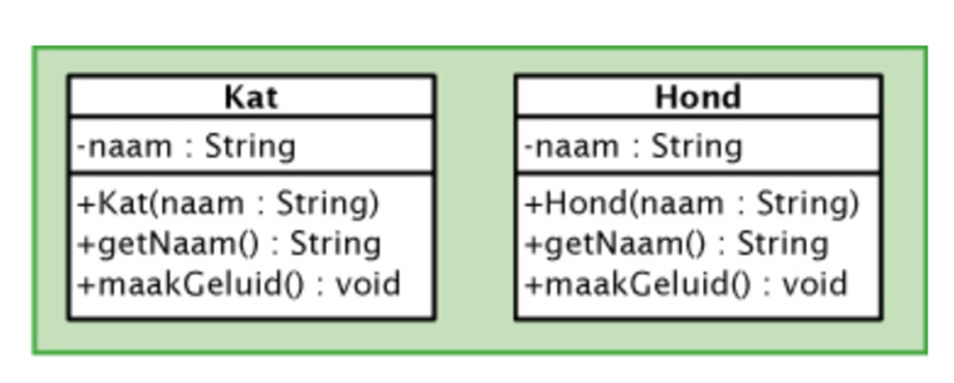 Kat
-naam : String
+Kat(naam : String)
+getNaam() : String
+maakGeluid() : void
Hond
-naam : String
+Hond(naam : String)
+getNaam() : String
+maakGeluid() : void